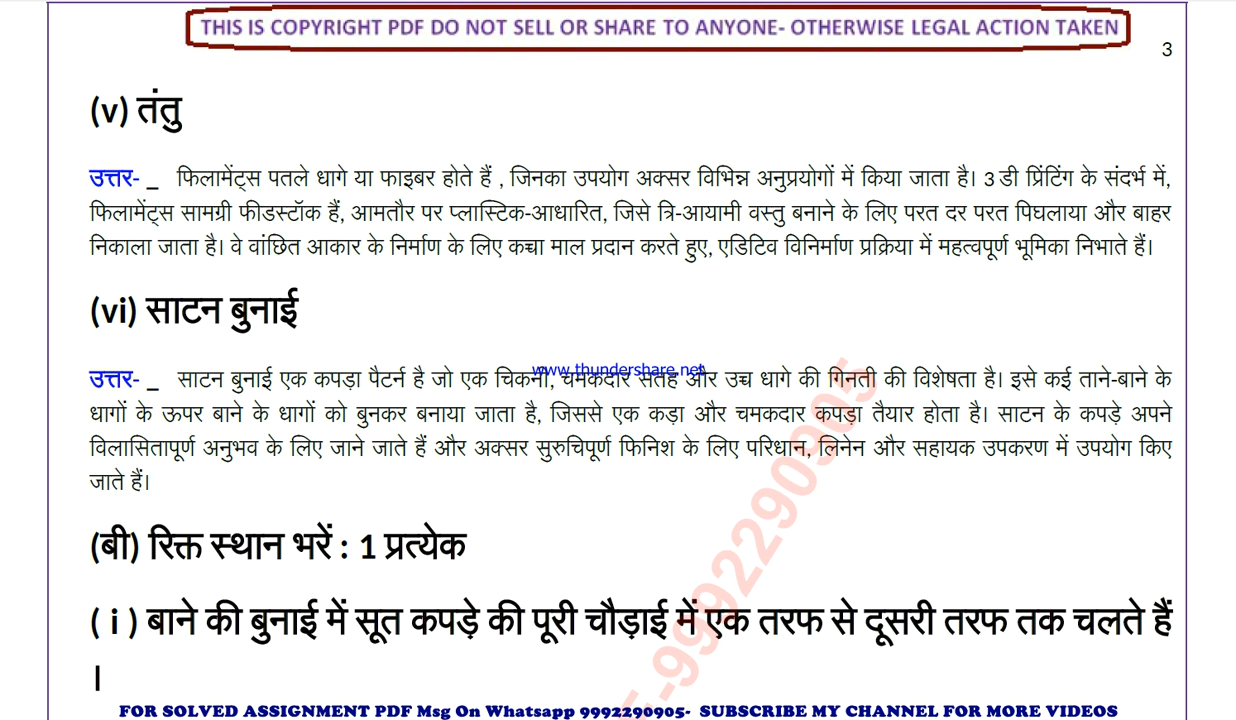 THIS IS COPYRIGHT PDF DO NOT SELL OR SHARE TO ANYONE- OTHERWISE LEGAL ACTION TAKEN
3
(v) तंतु
उत्तर- _ फिलामेंट्स पतले धागे या फाइबर होते हैं , जिनका उपयोग अक्सर विभिन्न अनुप्रयोगों में किया जाता है। 3 डी प्रिंटिंग के संदर्भ में,
फिलामेंट्स सामग्री फीडस्टॉक हैं, आमतौर पर प्लास्टिक-आधारित, जिसे त्रि-आयामी वस्तु बनाने के लिए परत दर परत पिघलाया और बाहर
निकाला जाता है। वे वांछित आकार के निर्माण के लिए कच्चा माल प्रदान करते हुए, एडिटिव विनिर्माण प्रक्रिया में महत्वपूर्ण भूमिका निभाते हैं।
(vi) साटन बुनाई
www.thundershare.net
उत्तर- _ साटन बुनाई एक कपड़ा पैटर्न है जो एक चिकनी, चमकदार सतह और उच्च धागे की गिनती की विशेषता है। इसे कई ताने-बाने के
धागों के ऊपर बाने के धागों को बुनकर बनाया जाता है, जिससे एक कड़ा और चमकदार कपड़ा तैयार होता है। साटन के कपड़े अपने
विलासितापूर्ण अनुभव के लिए जाने जाते हैं और अक्सर सुरुचिपूर्ण फिनिश के लिए परिधान, लिनेन और सहायक उपकरण में उपयोग किए
जाते हैं।
(बी) रिक्त स्थान भरें : 1 प्रत्येक
( i ) बाने की बुनाई में सूत कपड़े की पूरी चौड़ाई में एक तरफ से दूसरी तरफ तक चलते हैं
।
-9992290905
FOR SOLVED ASSIGNMENT PDF Msg On Whatsapp 9992290905- SUBSCRIBE MY CHANNEL FOR MORE VIDEOS